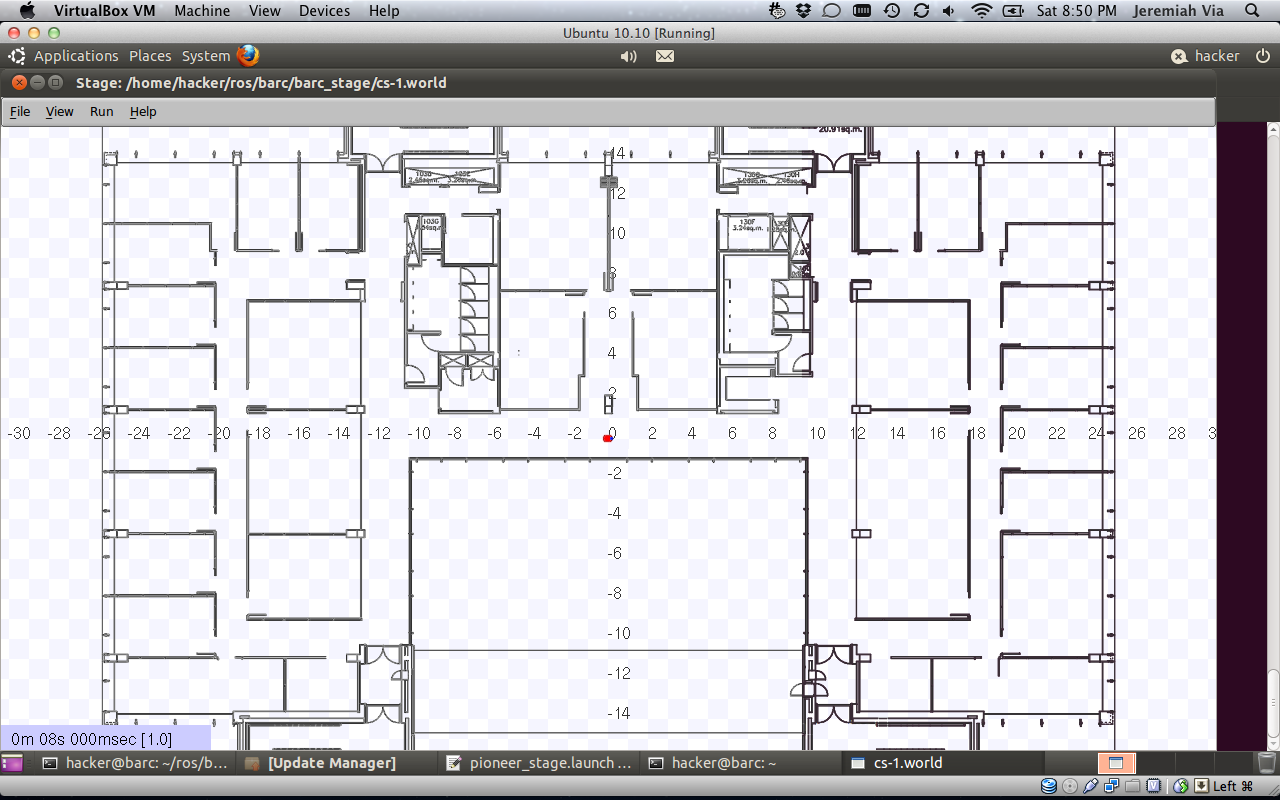 VirtualBox VM Machine View Devices Help Sat 8:50 PM Jeremiah Via
Ubuntu 10.10 [Running]
Applications Places System hacker
Stage: /home/hacker/ros/barc/barc_stage/cs-1.world
File View Run Help
20.91sq.m.
14
12
130F
3.24sq.m.
10
8
6
4
2
-30 -28 -26 -24 -22 -20 -18 -16 -14 -12 -10 -8 -6 -4 -2 0 2 4 6 8 10 12 14 16 18 20 22 24 26 28 3
-2
-4
-6
-8
-10
-12
-14
0m 08s 000msec [1.0]
hacker@barc: ~/ros/b... [Update Manager] pioneer_stage.launch ... hacker@barc: ~ cs-1.world
Left ⌘